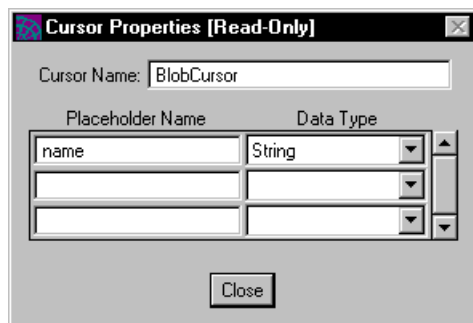 Cursor Properties [Read-Only]
Cursor Name: BlobCursor
Placeholder Name Data Type
name String
Close